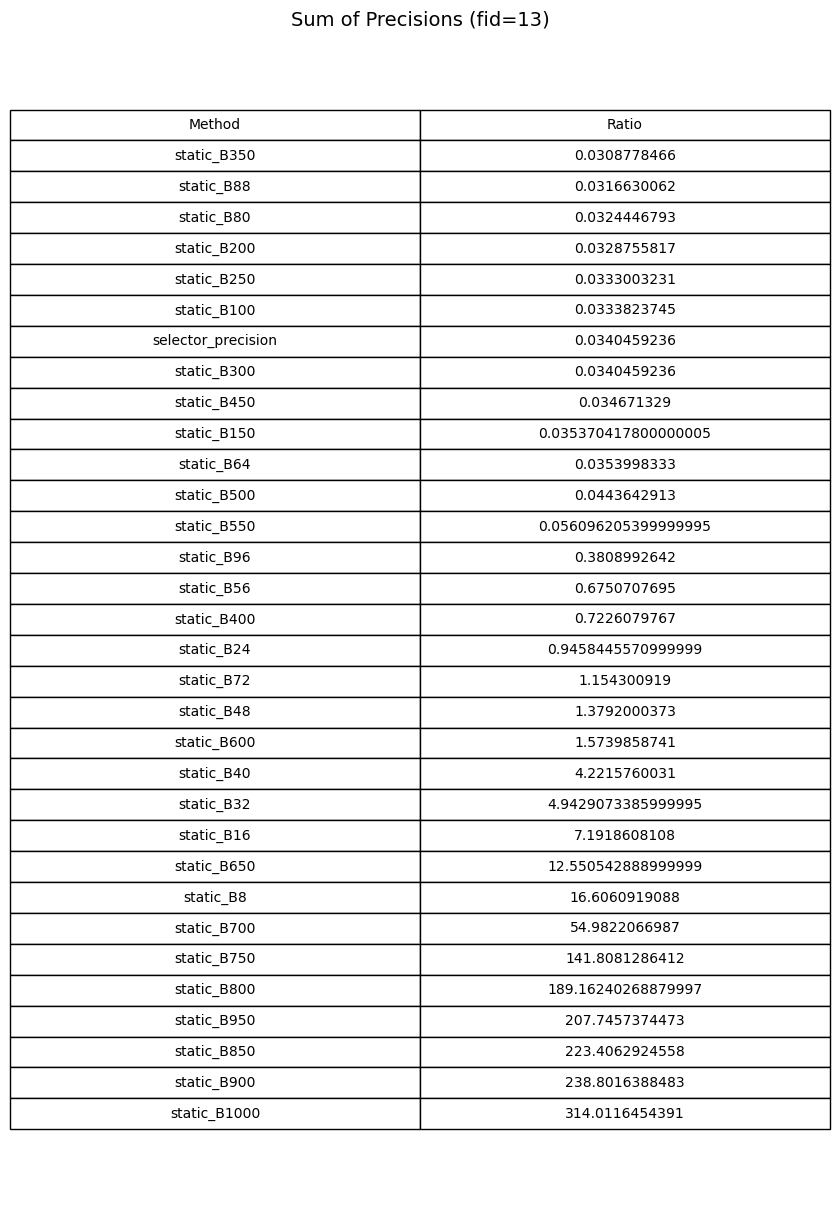 Sum of Precisions (fid=13)
Method Ratio
static_B350 0.0308778466
static_B88 0.0316630062
static_B80 0.0324446793
static_B200 0.0328755817
static_B250 0.0333003231
static_B100 0.0333823745
selector_precision 0.0340459236
static_B300 0.0340459236
static_B450 0.034671329
static_B150 0.035370417800000005
static_B64 0.0353998333
static_B500 0.0443642913
static_B550 0.056096205399999995
static_B96 0.3808992642
static_B56 0.6750707695
static_B400 0.7226079767
static_B24 0.9458445570999999
static_B72 1.154300919
static_B48 1.3792000373
static_B600 1.5739858741
static_B40 4.2215760031
static_B32 4.9429073385999995
static_B16 7.1918608108
static_B650 12.550542888999999
static_B8 16.6060919088
static_B700 54.9822066987
static_B750 141.8081286412
static_B800 189.16240268879997
static_B950 207.7457374473
static_B850 223.4062924558
static_B900 238.8016388483
static_B1000 314.0116454391